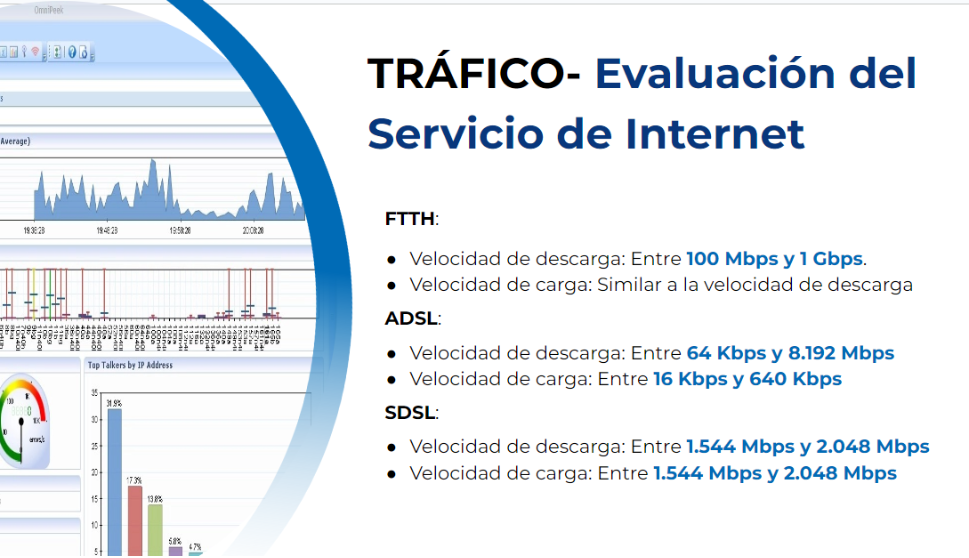 OmniPeek
TRÁFICO- Evaluación del
Servicio de Internet
Average)
19:38:28
19:48:28
19:58:28
20:08:28
FTTH:
● Velocidad de descarga: Entre 100 Mbps y 1 Gbps.
● Velocidad de carga: Similar a la velocidad de descarga
ADSL:
● Velocidad de descarga: Entre 64 Kbps y 8.192 Mbps
● Velocidad de carga: Entre 16 Kbps y 640 Kbps
SDSL:
● Velocidad de descarga: Entre 1.544 Mbps y 2.048 Mbps
● Velocidad de carga: Entre 1.544 Mbps y 2.048 Mbps
Top Talkers by IP Address
35
31.9%
30
25
20
17.3%
15
13.8%
10
5.8%
4.7%
5
errors/s